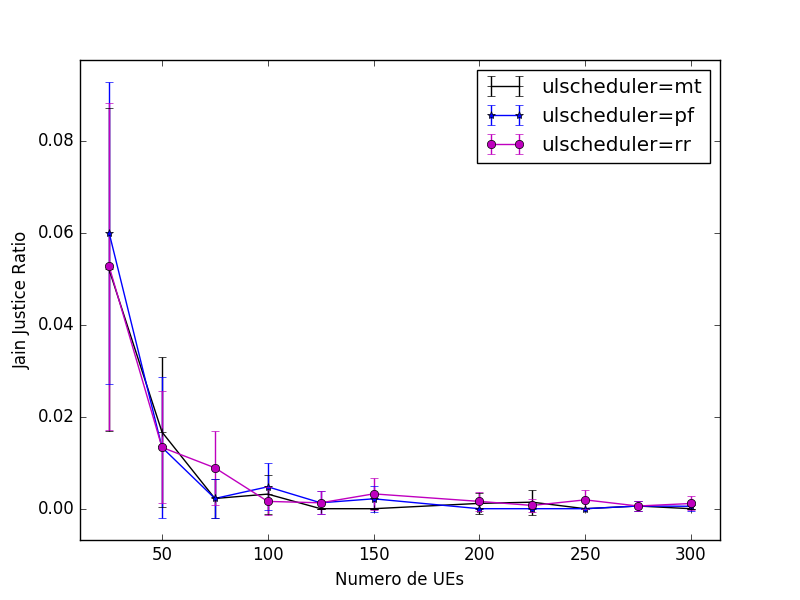 ulscheduler=mt
ulscheduler=pf
ulscheduler=rr
0.08
0.06
0.04
0.02
0.00
Jain Justice Ratio
50 100 150 200 250 300
Numero de UEs